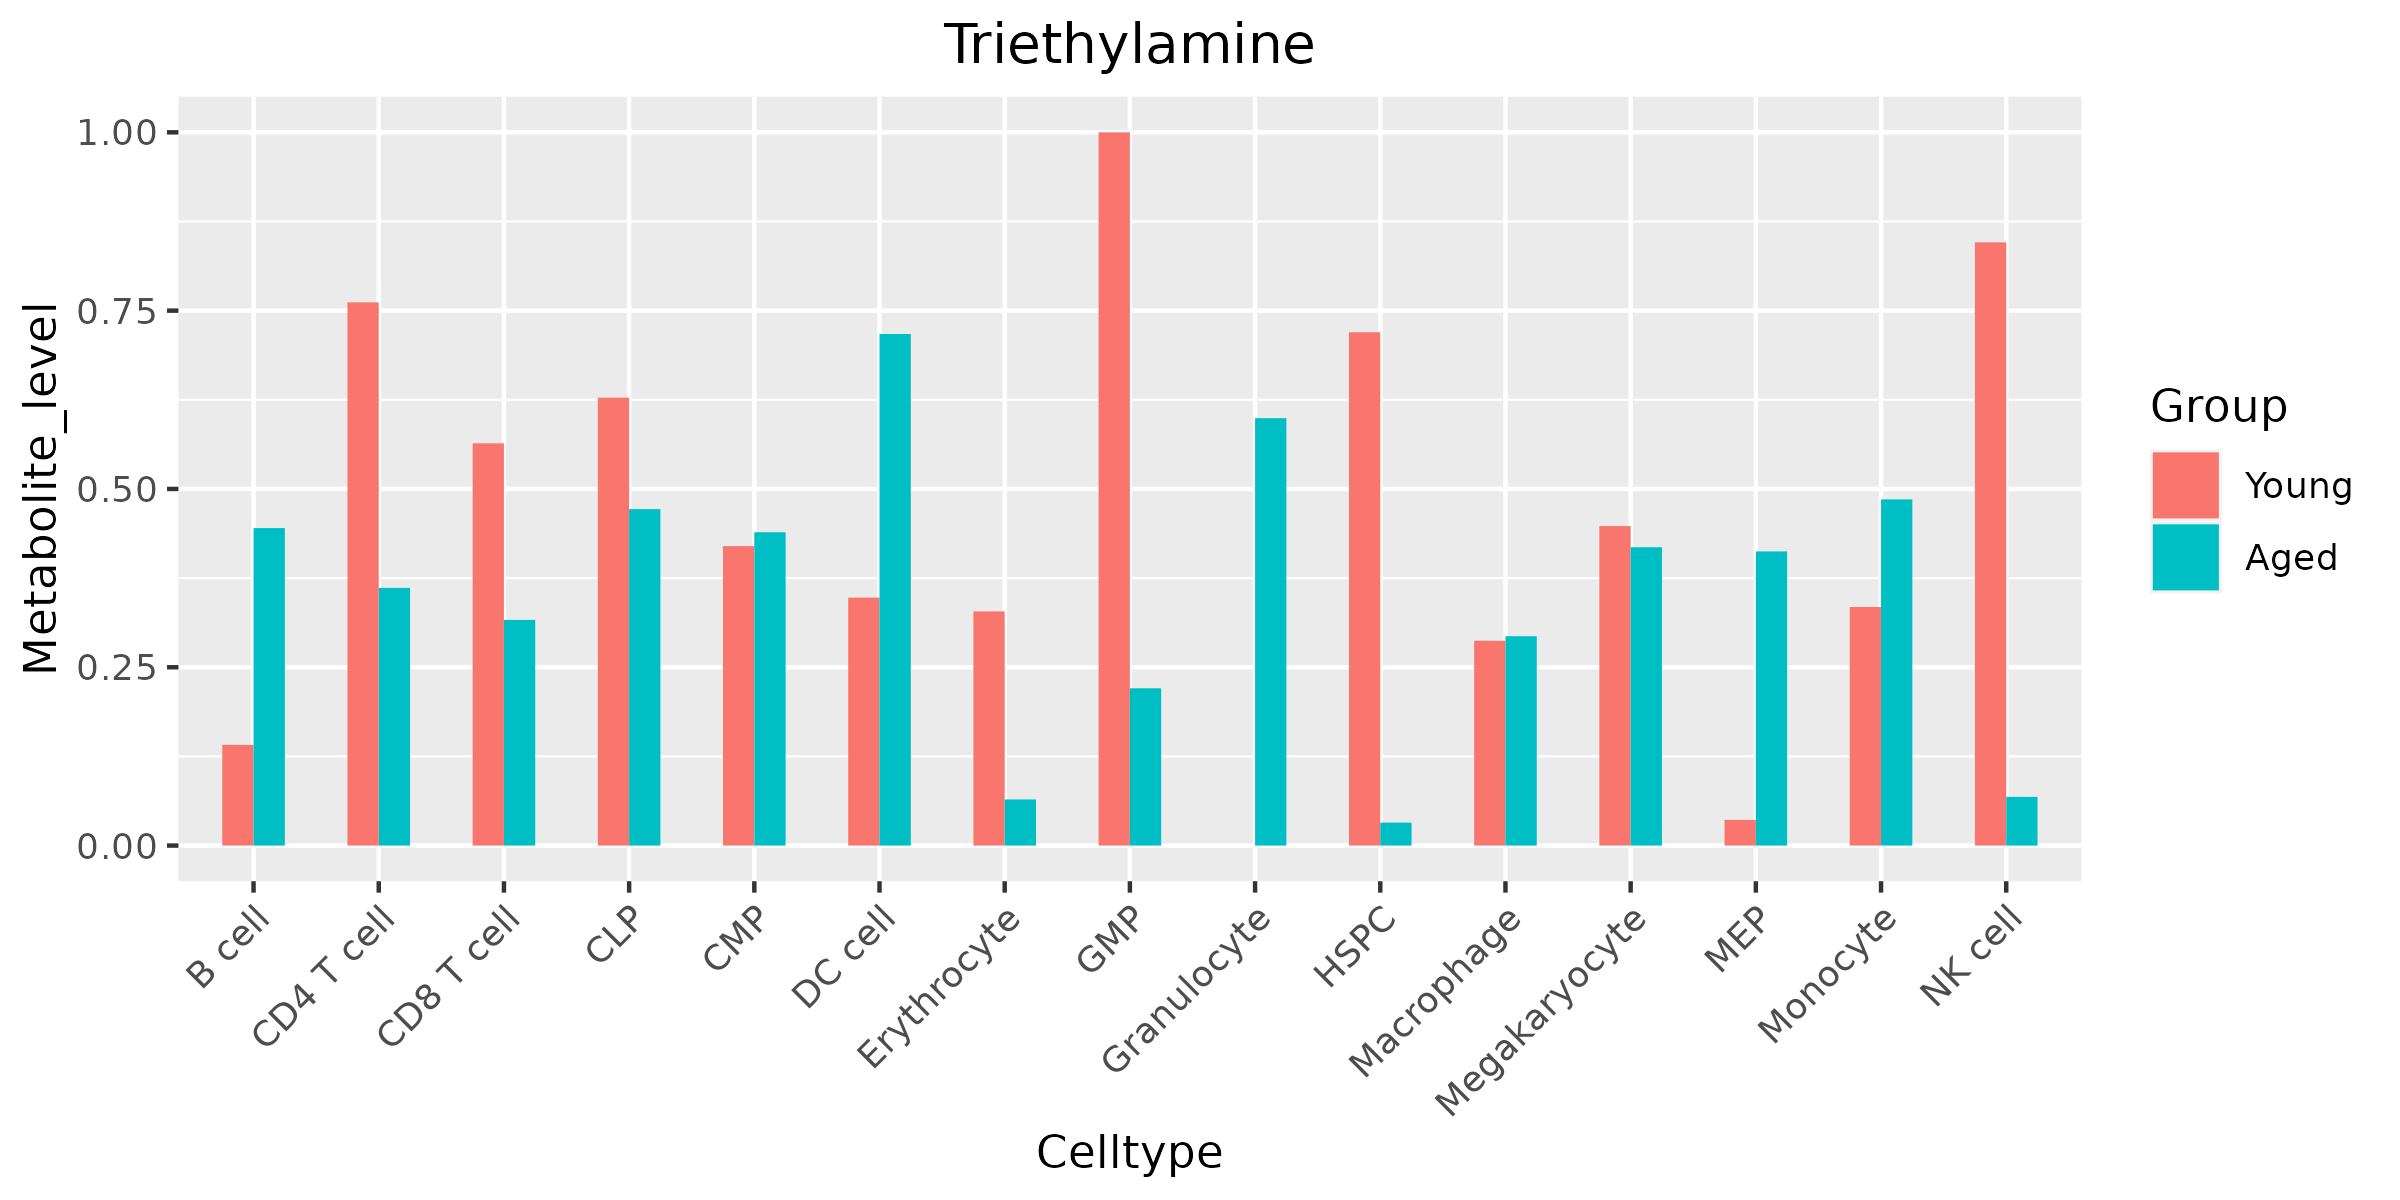 Triethylamine
Metabolite_level
1.00
0.75
0.50
0.25
0.00
B cell
CD4 T cell
CD8 T cell
CLP
CMP
DC cell
Erythrocyte
GMP
Granulocyte
HSPC
Macrophage
Megakaryocyte
MEP
Monocyte
NK cell
Celltype
Group
Young
Aged